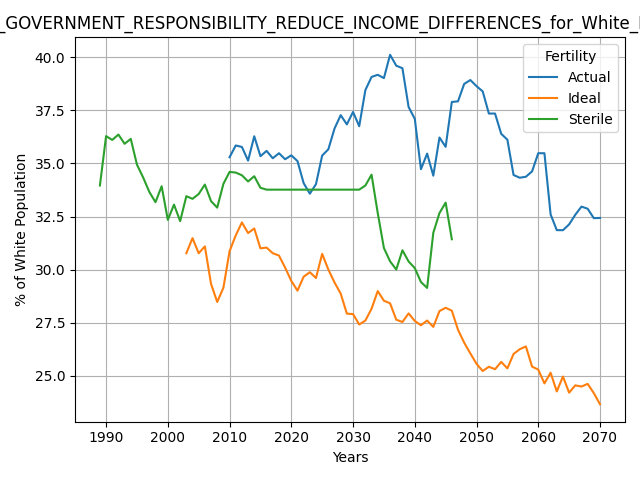 _GOVERNMENT_RESPONSIBILITY_REDUCE_INCOME_DIFFERENCES_for_White_
Fertility
Actual
Ideal
Sterile
% of White Population
40.0
37.5
35.0
32.5
30.0
27.5
25.0
1990 2000 2010 2020 2030 2040 2050 2060 2070
Years